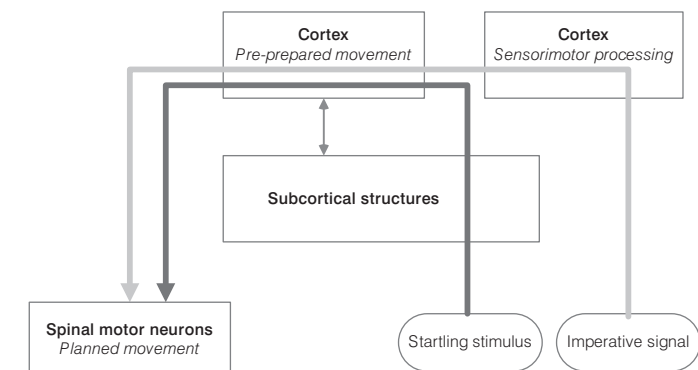 Cortex
Pre-prepared movement
Cortex
Sensorimotor processing
Subcortical structures
Spinal motor neurons
Planned movement
Startling stimulus
Imperative signal